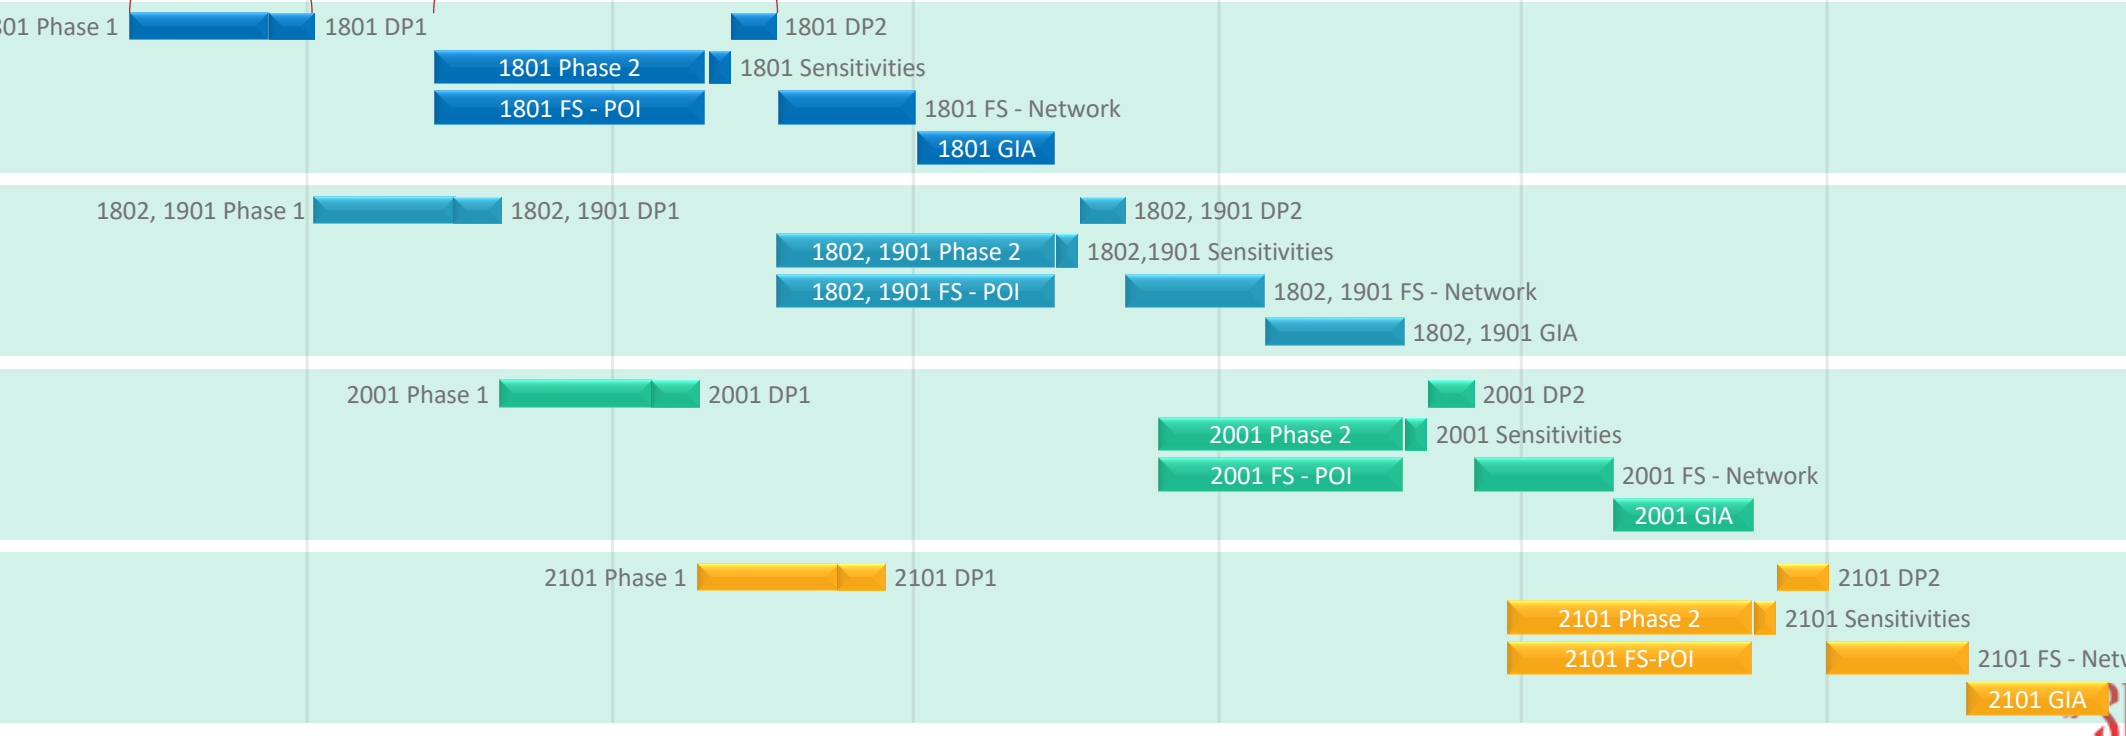 01 Phase 1 1801 DP1 1801 DP2
1801 Phase 2 1801 Sensitivities
1801 FS - POI 1801 FS - Network
1801 GIA
1802, 1901 Phase 1 1802, 1901 DP1 1802, 1901 DP2
1802, 1901 Phase 2 1802,1901 Sensitivities
1802, 1901 FS - POI 1802, 1901 FS - Network
1802, 1901 GIA
2001 Phase 1 2001 DP1 2001 DP2
2001 Phase 2 2001 Sensitivities
2001 FS - POI 2001 FS - Network
2001 GIA
2101 Phase 1 2101 DP1 2101 DP2
2101 Phase 2 2101 Sensitivities
2101 FS-POI 2101 FS - Net
2101 GIA